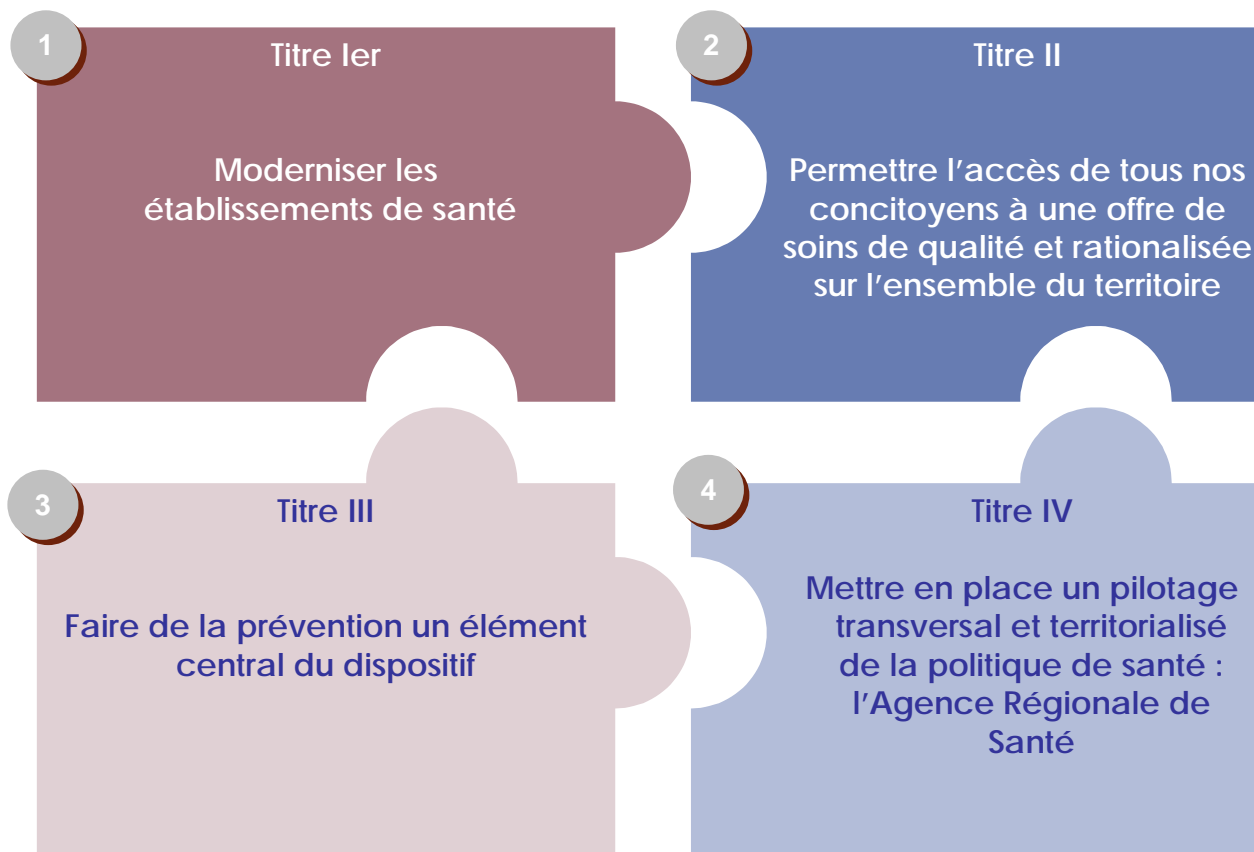 1
Titre Ier
Moderniser les
établissements de santé
2
Titre II
Permettre l’accès de tous nos
concitoyens à une offre de
soins de qualité et rationalisée
sur l’ensemble du territoire
3
Titre III
Faire de la prévention un élément
central du dispositif
4
Titre IV
Mettre en place un pilotage
transversal et territorialisé
de la politique de santé :
l’Agence Régionale de
Santé